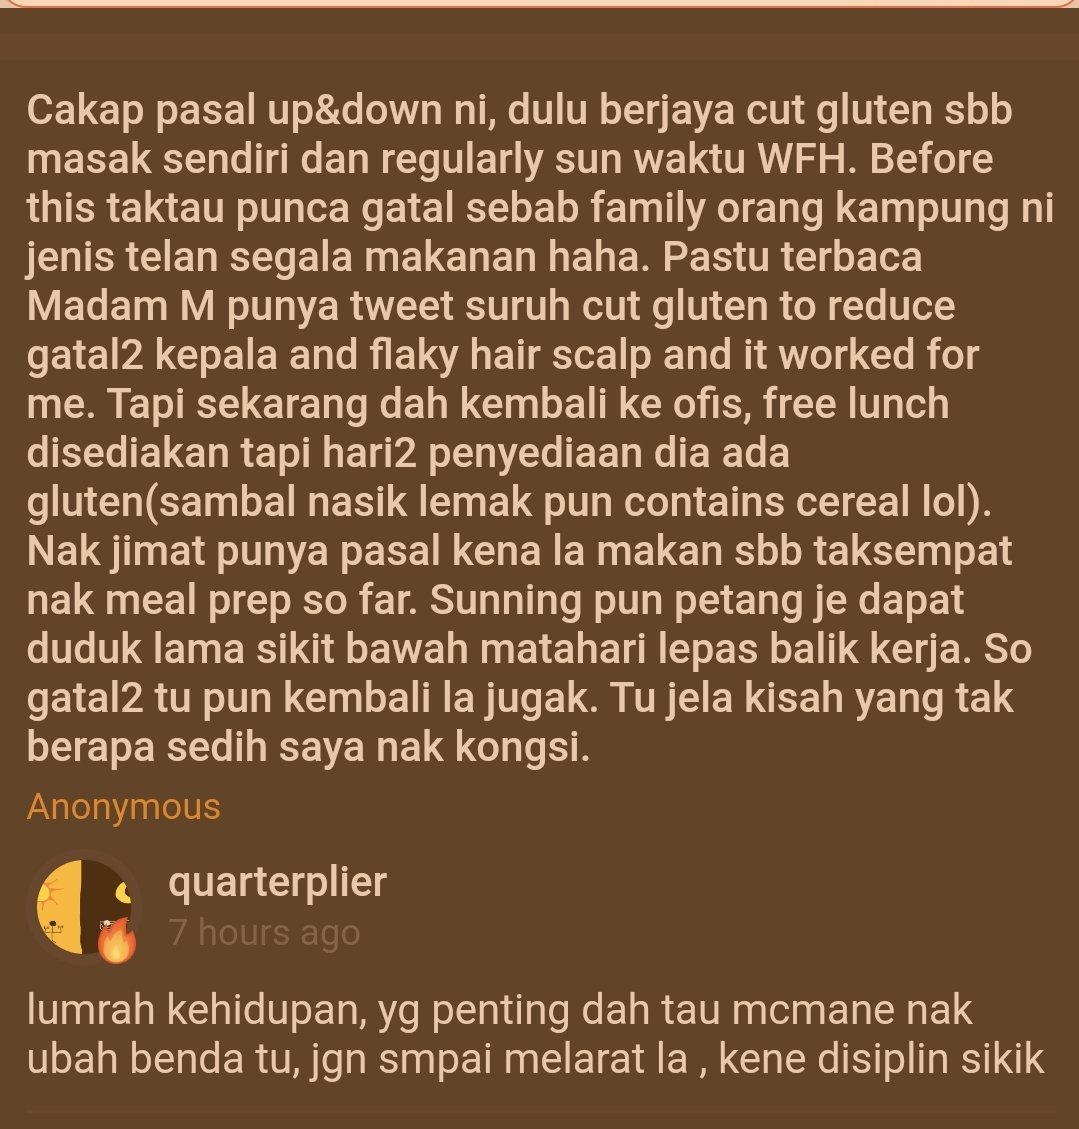 Cakap pasal up&down ni, dulu berjaya cut gluten sbb
masak sendiri dan regularly sun waktu WFH. Before
this taktau punca gatal sebab family orang kampung ni
jenis telan segala makanan haha. Pastu terbaca
Madam M punya tweet suruh cut gluten to reduce
gatal2 kepala and flaky hair scalp and it worked for
me. Tapi sekarang dah kembali ke ofis, free lunch
disediakan tapi hari2 penyediaan dia ada
gluten(sambal nasik lemak pun contains cereal lol).
Nak jimat punya pasal kena la makan sbb taksempat
nak meal prep so far. Sunning pun petang je dapat
duduk lama sikit bawah matahari lepas balik kerja. So
gatal2 tu pun kembali la jugak. Tu jela kisah yang tak
berapa sedih saya nak kongsi.
Anonymous
quarterplier
7 hours ago
lumrah kehidupan, yg penting dah tau mcmane nak
ubah benda tu, jgn smpai melarat la , kene disiplin sikik